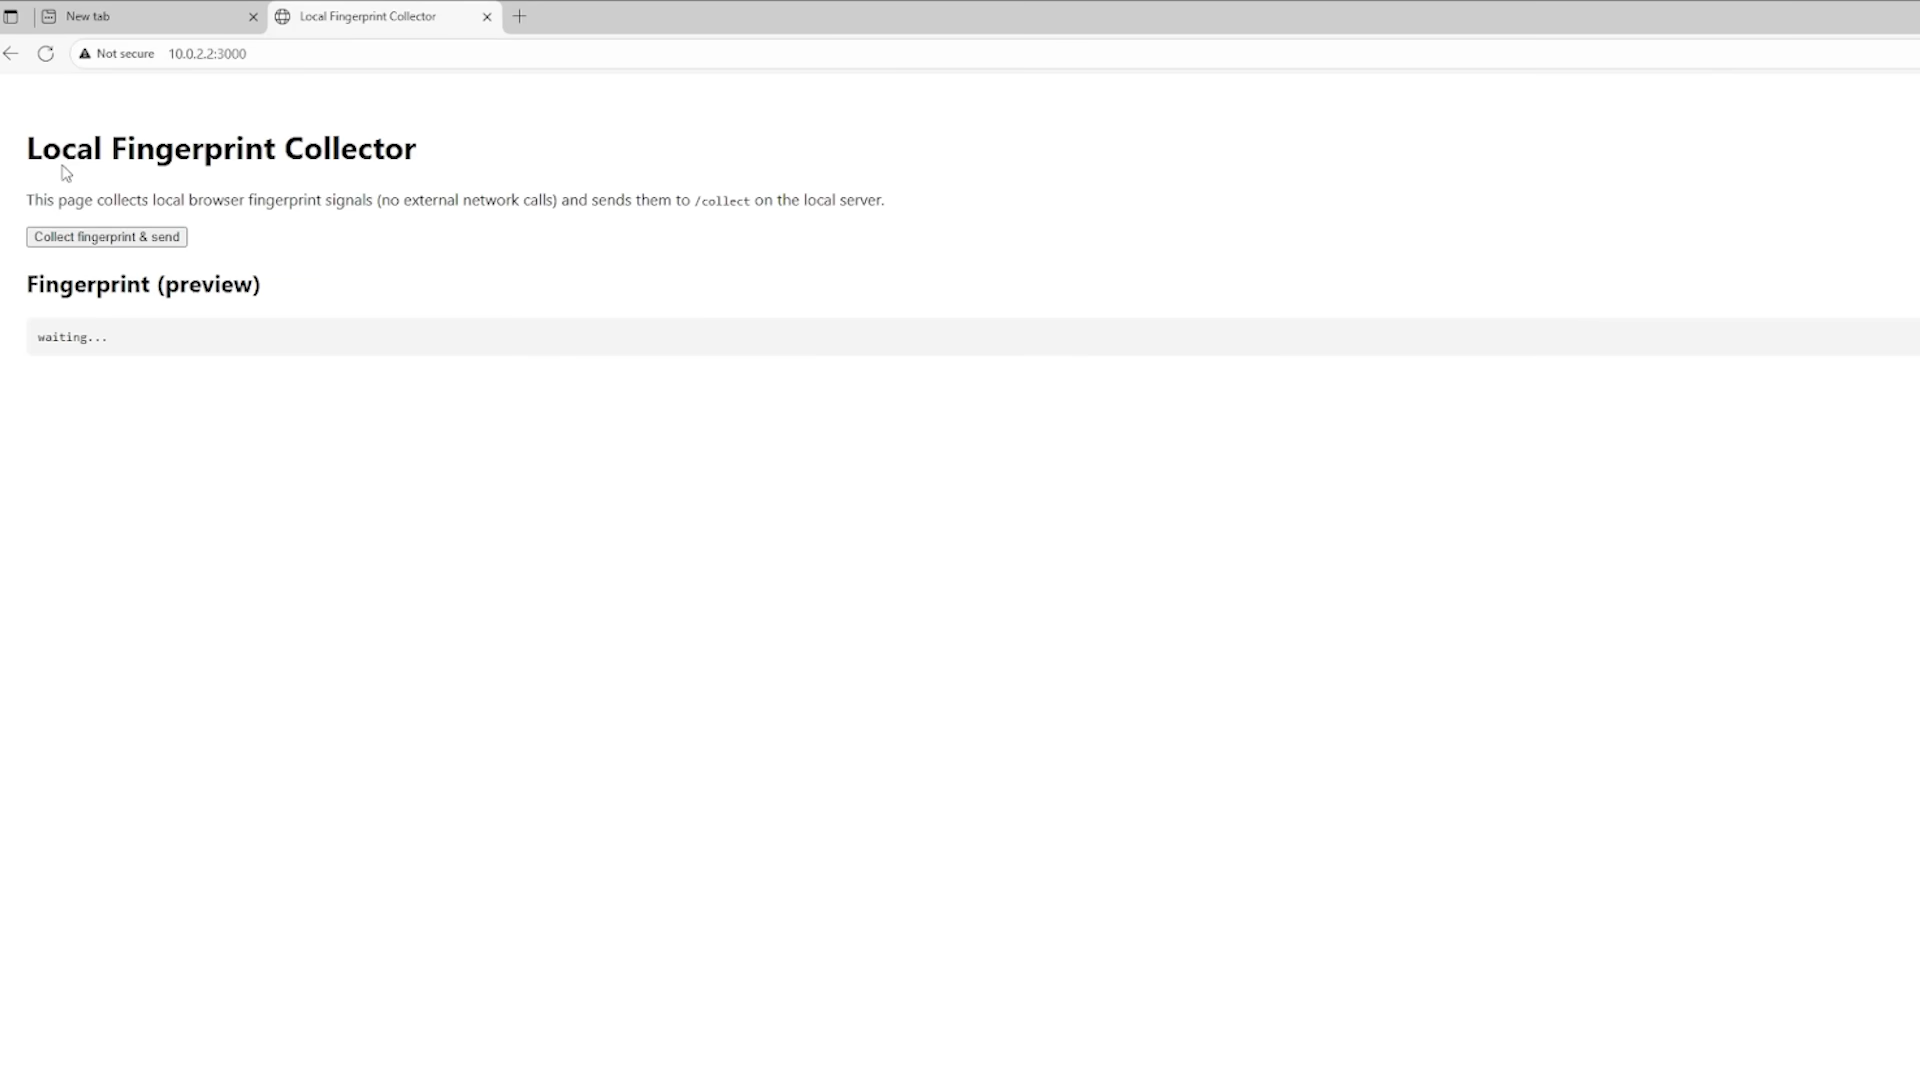 New tab
Local Fingerprint Collector
Not secure 10.0.2.2:3000
Local Fingerprint Collector
This page collects local browser fingerprint signals (no external network calls) and sends them to /collect on the local server.
Collect fingerprint & send
Fingerprint (preview)
waiting...